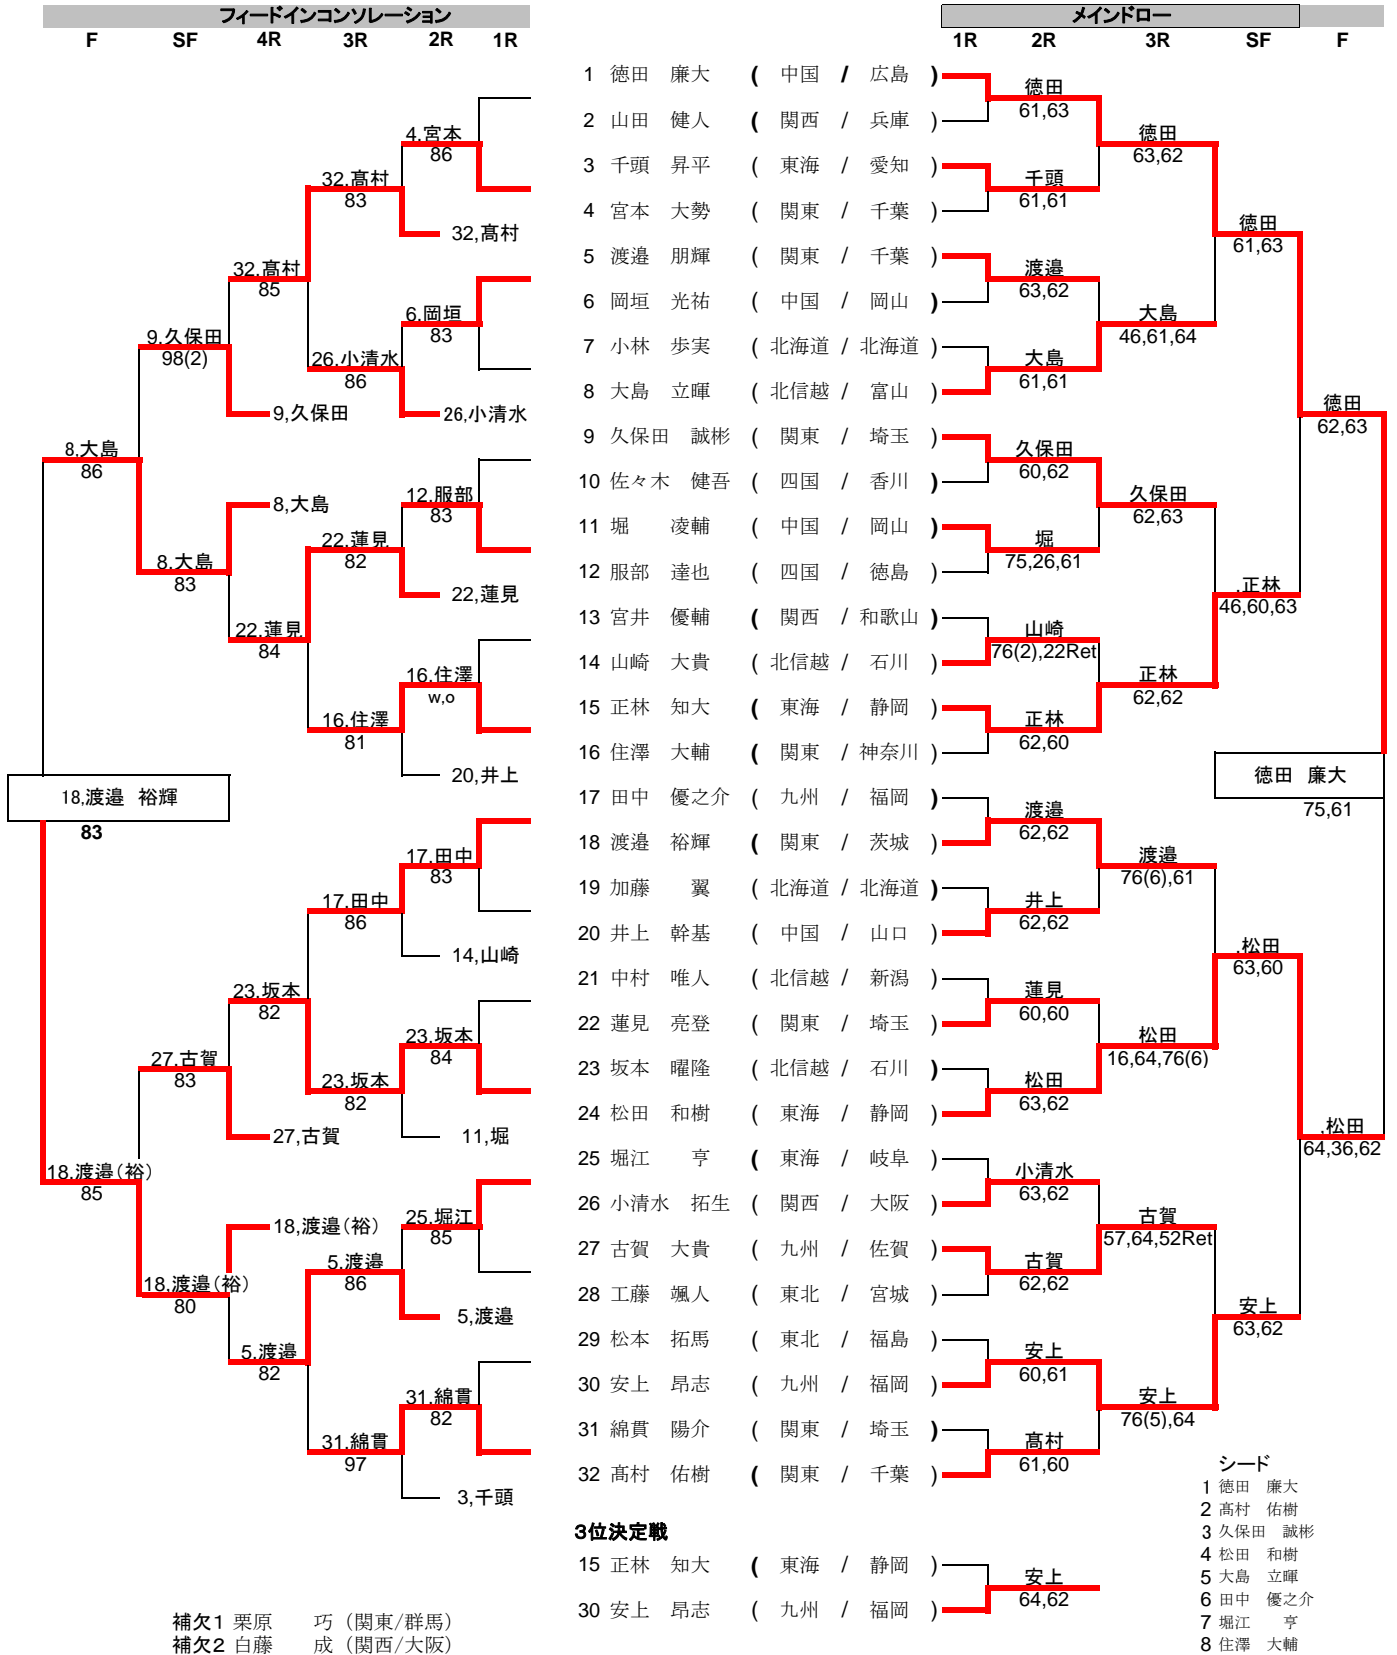 フィードインコンソレーション メインドロー
F SF 4R 3R 2R 1R 1R 2R 3R SF F
1 徳田 廉大 ( 中国 / 広島 )
2 山田 健人 ( 関西 / 兵庫 )
3 千頭 昇平 ( 東海 / 愛知 )
4 宮本 大勢 ( 関東 / 千葉 )
5 渡邉 朋輝 ( 関東 / 千葉 )
6 岡垣 光祐 ( 中国 / 岡山 )
7 小林 歩実 ( 北海道 / 北海道 )
8 大島 立暉 ( 北信越 / 富山 )
9 久保田 誠彬 ( 関東 / 埼玉 )
10 佐々木 健吾 ( 四国 / 香川 )
11 堀 凌輔 ( 中国 / 岡山 )
12 服部 達也 ( 四国 / 徳島 )
13 宮井 優輔 ( 関西 / 和歌山 )
14 山崎 大貴 ( 北信越 / 石川 )
15 正林 知大 ( 東海 / 静岡 )
16 住澤 大輔 ( 関東 / 神奈川 )
17 田中 優之介 ( 九州 / 福岡 )
18 渡邉 裕輝 ( 関東 / 茨城 )
19 加藤 翼 ( 北海道 / 北海道 )
20 井上 幹基 ( 中国 / 山口 )
21 中村 唯人 ( 北信越 / 新潟 )
22 蓮見 亮登 ( 関東 / 埼玉 )
23 坂本 曜隆 ( 北信越 / 石川 )
24 松田 和樹 ( 東海 / 静岡 )
25 堀江 亨 ( 東海 / 岐阜 )
26 小清水 拓生 ( 関西 / 大阪 )
27 古賀 大貴 ( 九州 / 佐賀 )
28 工藤 颯人 ( 東北 / 宮城 )
29 松本 拓馬 ( 東北 / 福島 )
30 安上 昂志 ( 九州 / 福岡 )
31 綿貫 陽介 ( 関東 / 埼玉 )
32 髙村 佑樹 ( 関東 / 千葉 )
4,宮本
86
32,髙村
83
32,髙村
32,髙村
85
6,岡垣
83
9,久保田
98(2)
26,小清水
86
9,久保田
26,小清水
8,大島
86
12,服部
83
8,大島
22,蓮見
82
8,大島
83
22,蓮見
22,蓮見
84
16,住澤
w,o
16,住澤
81
20,井上
18,渡邉 裕輝
83
17,田中
83
17,田中
86
14,山崎
23,坂本
82
23,坂本
84
27,古賀
83
23,坂本
82
27,古賀
11,堀
18,渡邉(裕)
85
25,堀江
85
18,渡邉(裕)
5,渡邉
86
18,渡邉(裕)
80
5,渡邉
5,渡邉
82
31,綿貫
82
31,綿貫
97
3,千頭
徳田
61,63
徳田
63,62
千頭
61,61
徳田
61,63
渡邉
63,62
大島
46,61,64
大島
61,61
徳田
62,63
久保田
60,62
久保田
62,63
堀
75,26,61
.正林
46,60,63
山崎
76(2),22Ret
正林
62,62
正林
62,60
徳田 廉大
75,61
渡邉
62,62
渡邉
76(6),61
井上
62,62
.松田
63,60
蓮見
60,60
松田
16,64,76(6)
松田
63,62
.松田
64,36,62
小清水
63,62
古賀
57,64,52Ret
古賀
62,62
安上
63,62
安上
60,61
安上
76(5),64
髙村
61,60
3位決定戦
15 正林 知大 ( 東海 / 静岡 )
安上
64,62
30 安上 昂志 ( 九州 / 福岡 )
シード
1 徳田 廉大
2 髙村 佑樹
3 久保田 誠彬
4 松田 和樹
5 大島 立暉
6 田中 優之介
7 堀江 亨
8 住澤 大輔
補欠1 栗原 巧 (関東/群馬)
補欠2 白藤 成 (関西/大阪)